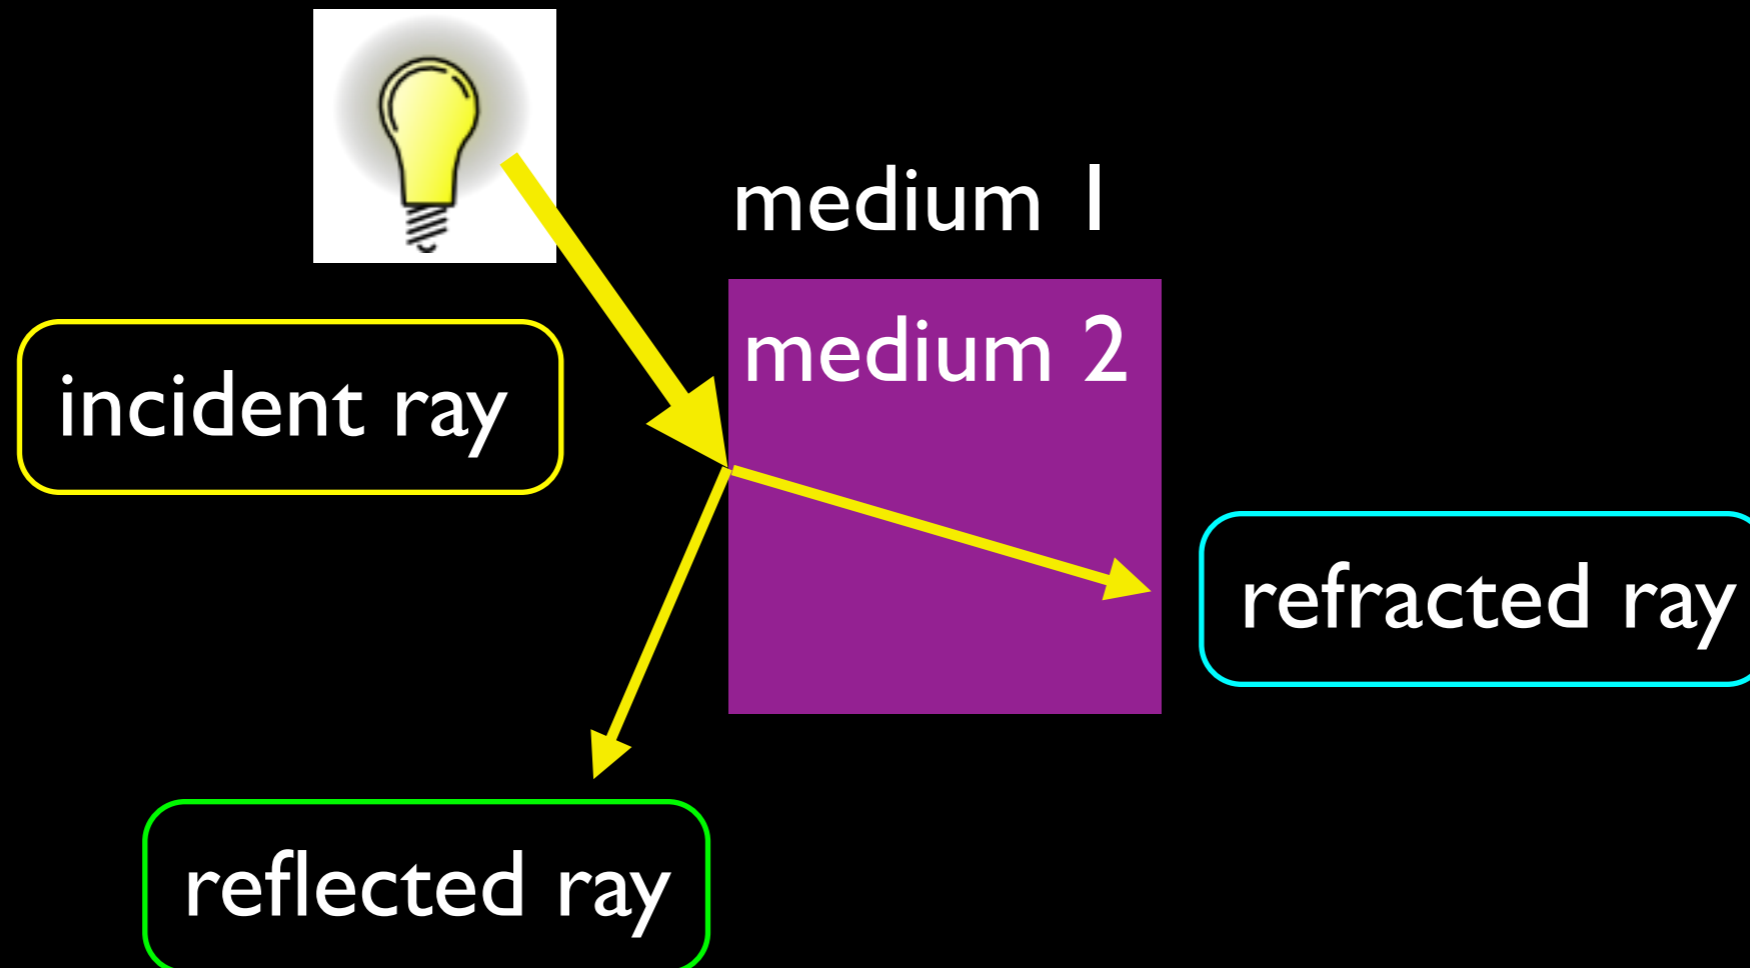 medium 1
medium 2
incident ray
refracted ray
reflected ray